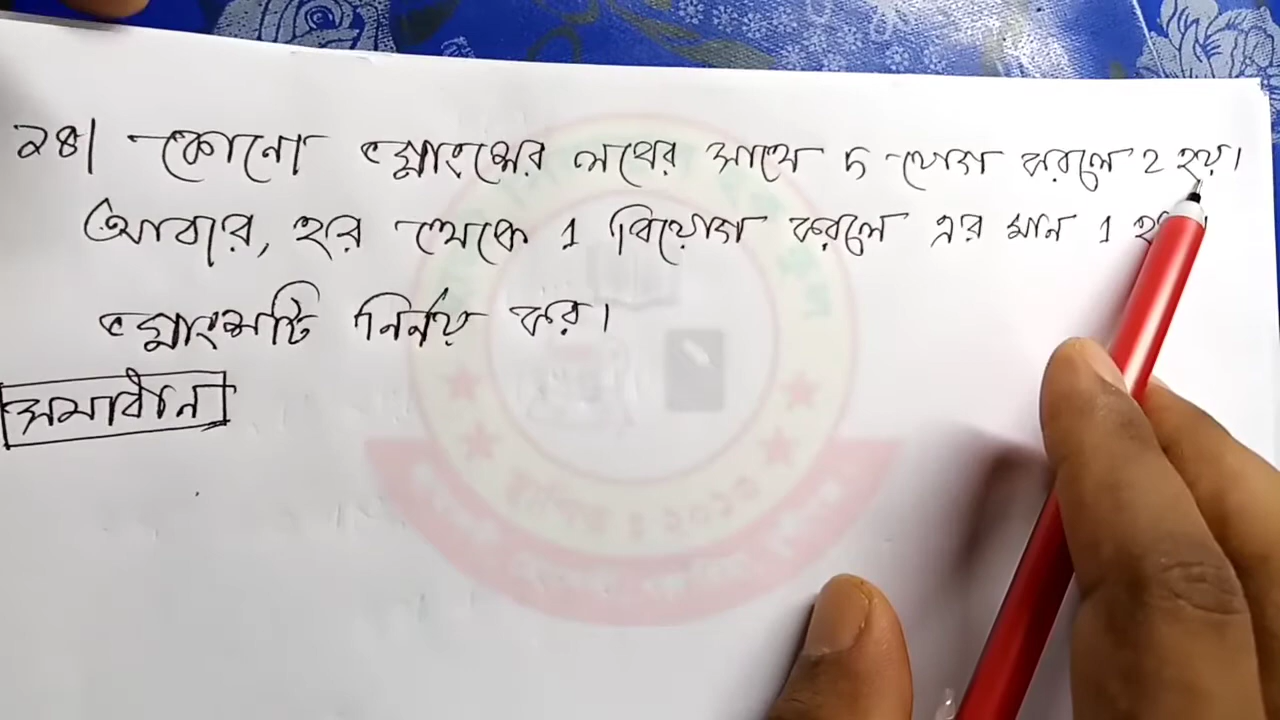 ২৪। কোনো ভগ্নাংশের লবের সাথে 5 যোগ করলে 2 হয়।
আবার, হর থেকে 1 বিয়োগ করলে এর মান 1 হয়।
ভগ্নাংশটি নির্ণয় কর।
সমাধান